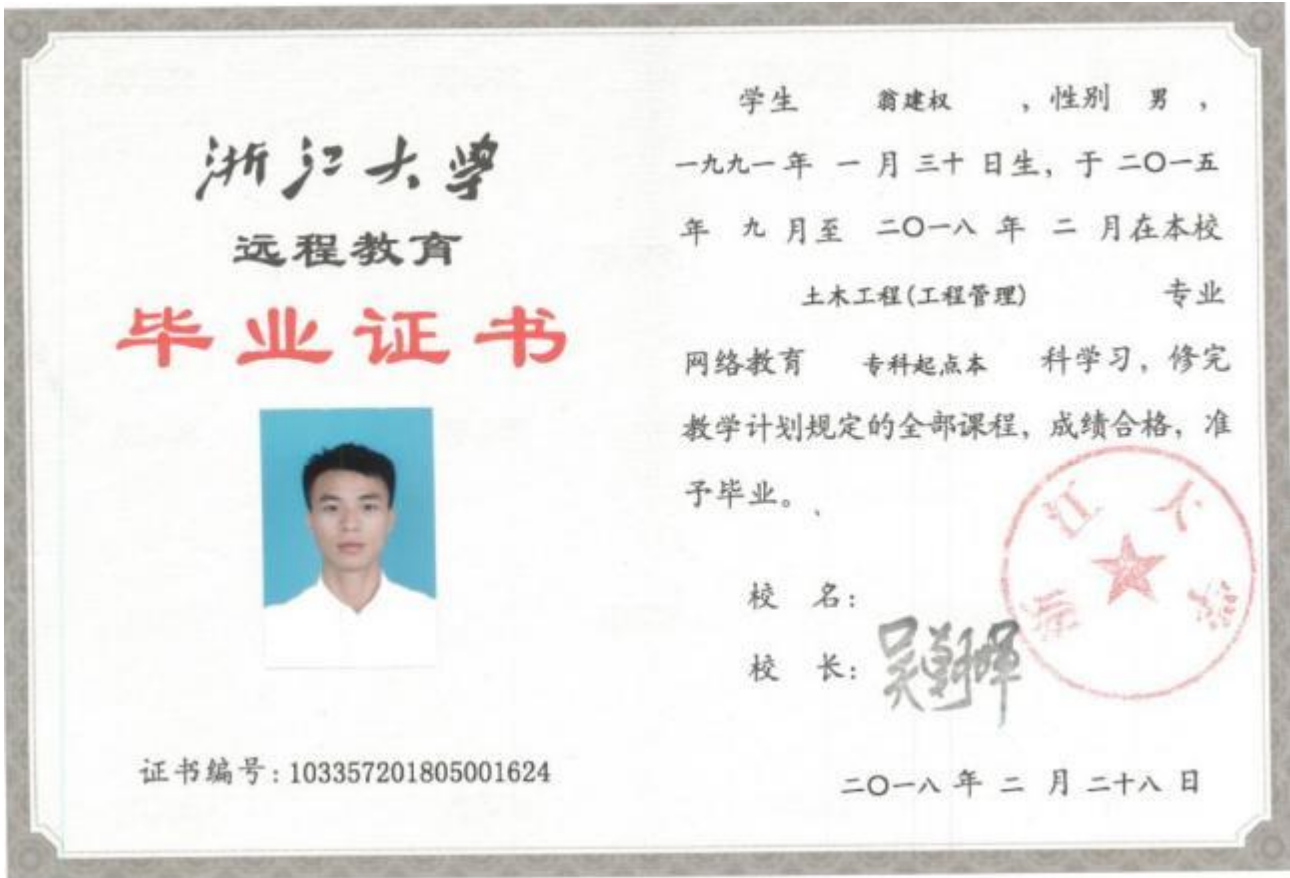 浙江大学
远程教育
毕业证书
证书编号：103357201805001624
学生 翁建权 ，性别 男 ，
一九九一 年 一 月 三十 日生，于 二〇一五
年 九 月至 二〇一八 年 二 月在本校
土木工程(工程管理) 专业
网络教育 专科起点本 科学习，修完
教学计划规定的全部课程，成绩合格，准
予毕业。
校 名：
校 长：吴朝晖
浙江大学
二〇一八 年 二 月 二十八 日